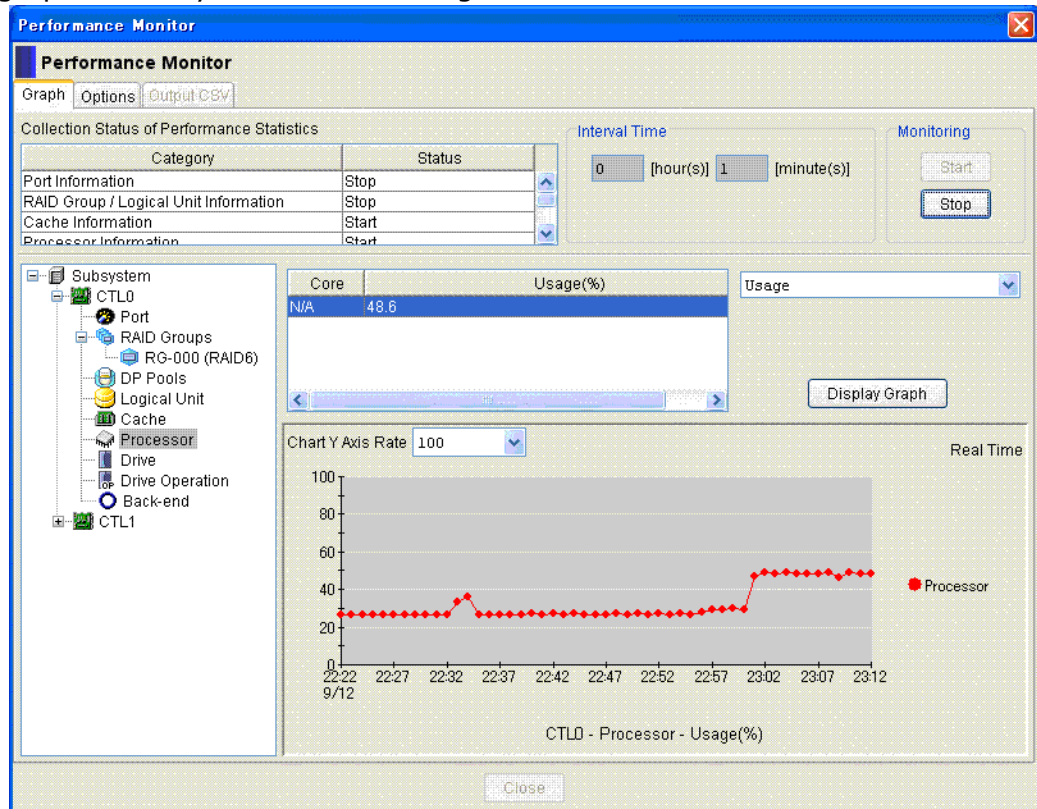 Performance Monitor
Performance Monitor
Graph Options Output CSV
Collection Status of Performance Statistics
Category Status
Port Information Stop
RAID Group / Logical Unit Information Stop
Cache Information Start
Processor Information Start
Interval Time
0 [hour(s)] 1 [minute(s)]
Monitoring
Start
Stop
Subsystem
CTL0
Port
RAID Groups
RG-000 (RAID6)
DP Pools
Logical Unit
Cache
Processor
Drive
Drive Operation
Back-end
CTL1
Core Usage(%)
N/A 48.6
Usage
Display Graph
Chart Y Axis Rate 100
Real Time
100
80
60
40
20
0
22:22 22:27 22:32 22:37 22:42 22:47 22:52 22:57 23:02 23:07 23:12
9/12
Processor
CTL0 - Processor - Usage(%)
Close